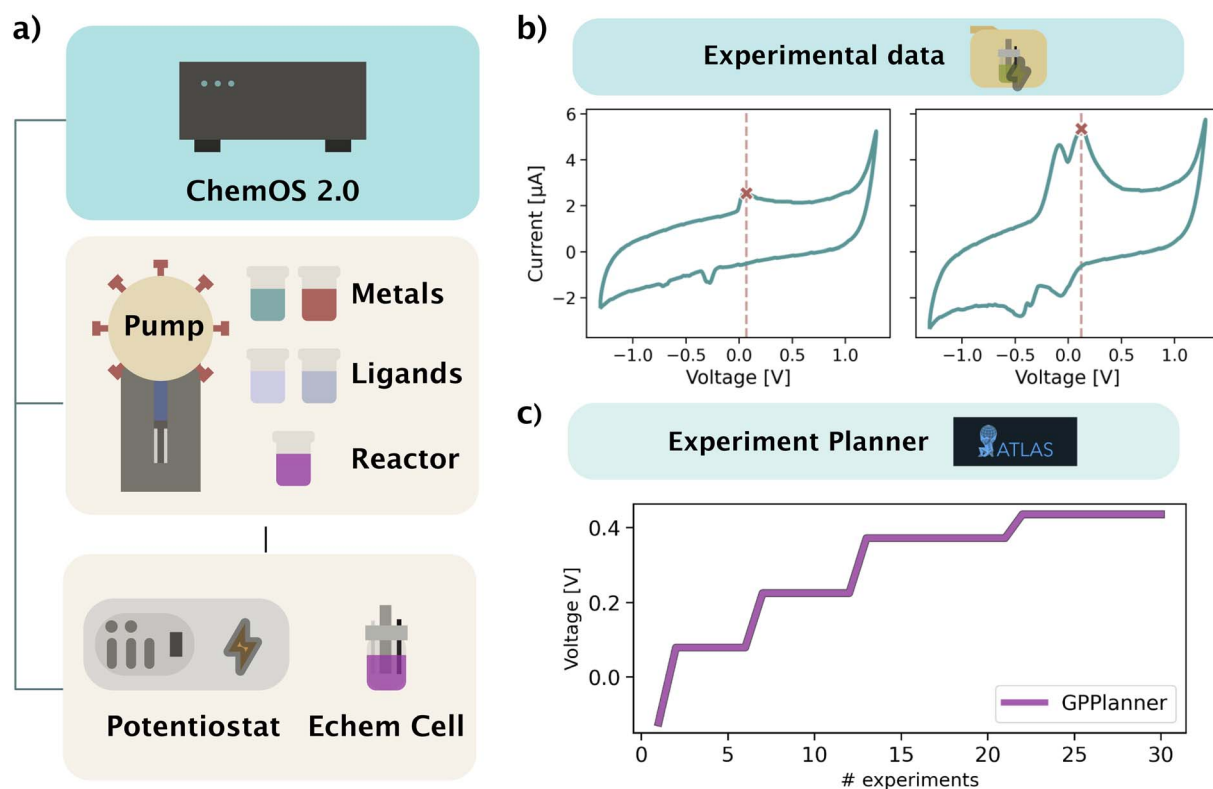 a)
ChemOS 2.0
Pump
Metals
Ligands
Reactor
Potentiostat
Echem Cell
b)
Experimental data
6
4
2
0
−2
Current [μA]
−1.0 −0.5 0.0 0.5 1.0
Voltage [V]
−1.0 −0.5 0.0 0.5 1.0
Voltage [V]
c)
Experiment Planner
ATLAS
0.4
0.2
0.0
Voltage [V]
GPPlanner
0 5 10 15 20 25 30
# experiments